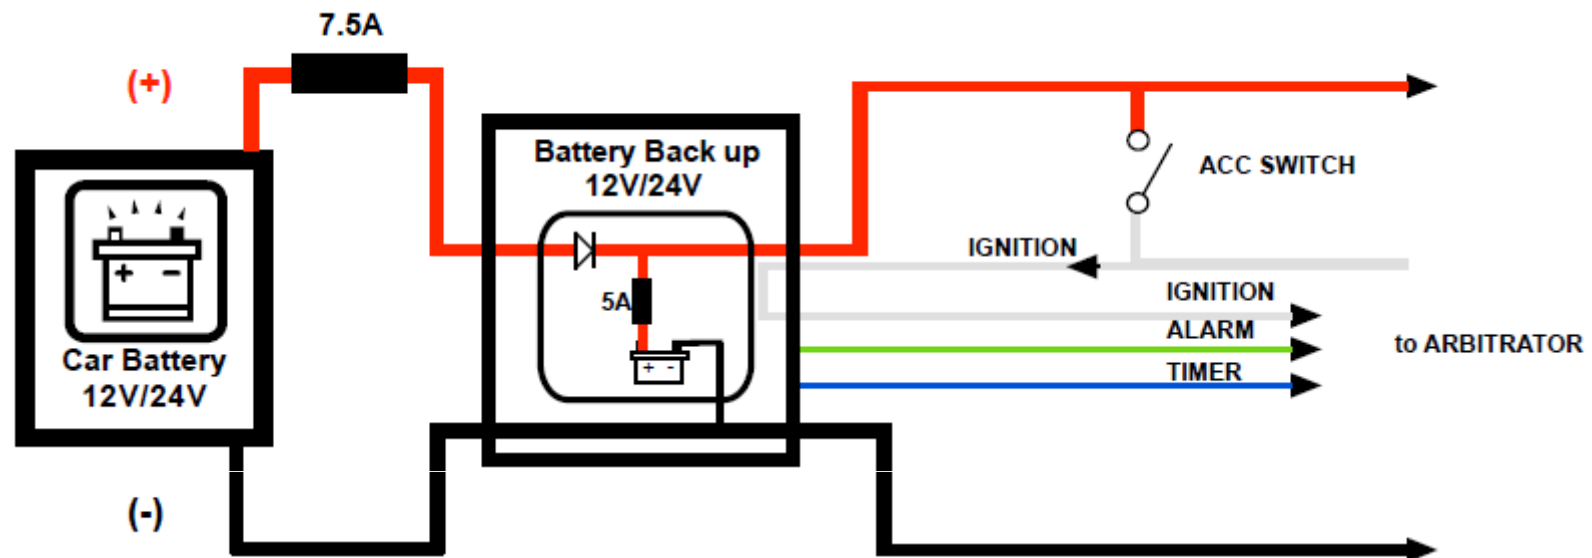 7.5A
(+)
Battery Back up
12V/24V
ACC SWITCH
IGNITION
+ -
5A
IGNITION
ALARM
to ARBITRATOR
Car Battery
12V/24V
+ -
TIMER
(-)